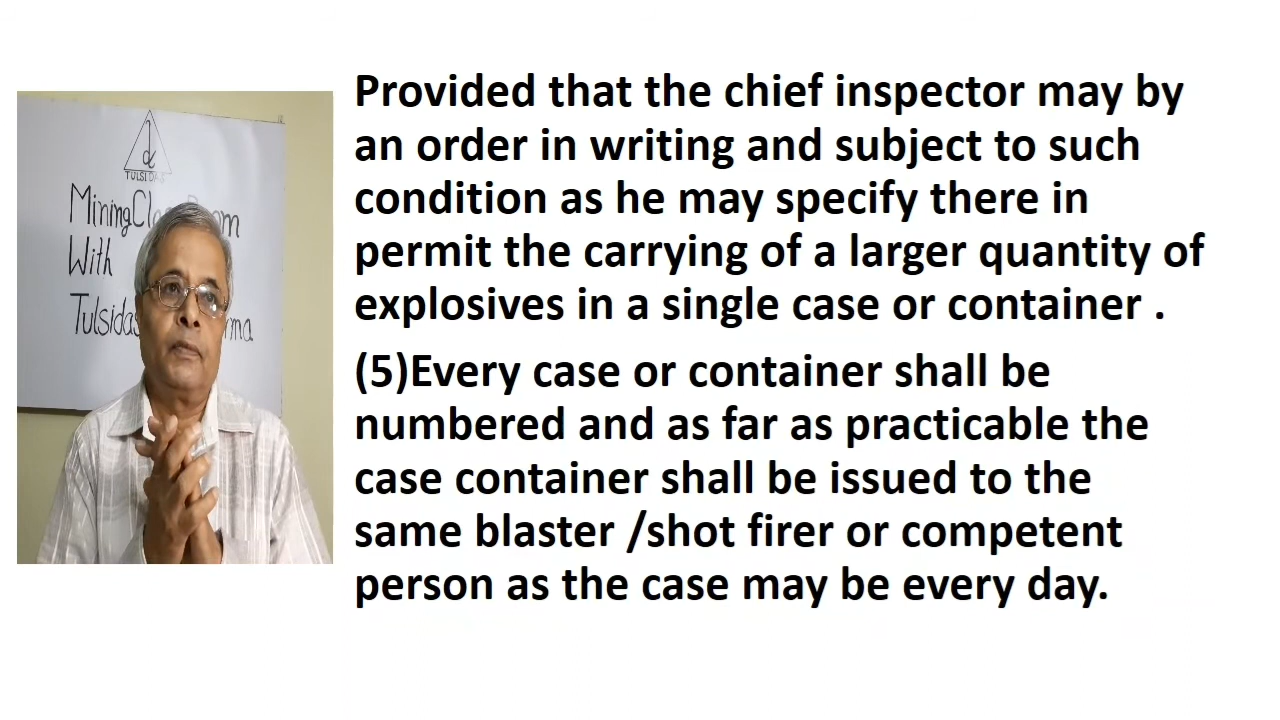 TULSIDAS
Mining
With
Tulsidas
Provided that the chief inspector may by
an order in writing and subject to such
condition as he may specify there in
permit the carrying of a larger quantity of
explosives in a single case or container .
(5)Every case or container shall be
numbered and as far as practicable the
case container shall be issued to the
same blaster /shot firer or competent
person as the case may be every day.